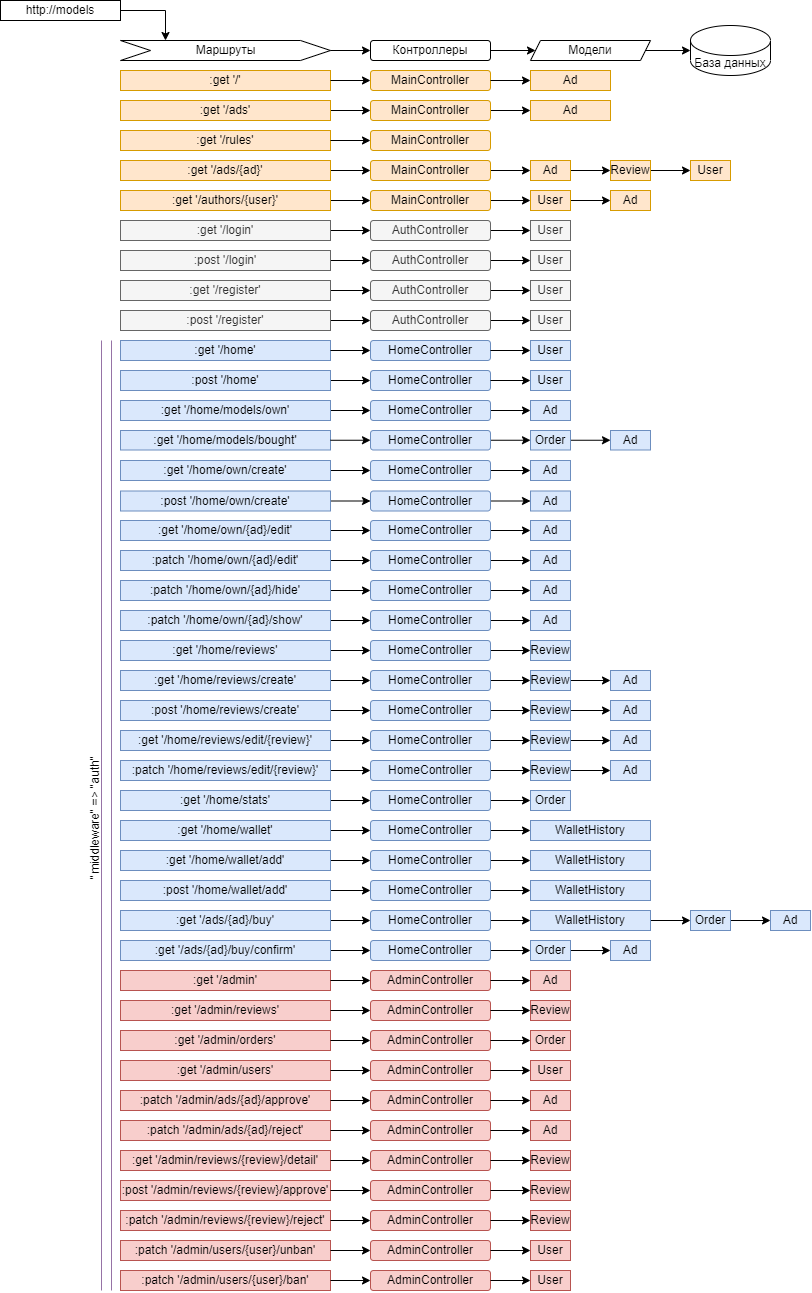 http://models
Маршруты Контроллеры Модели База данных
:get '/' MainController Ad
:get '/ads' MainController Ad
:get '/rules' MainController
:get '/ads/{ad}' MainController Ad Review User
:get '/authors/{user}' MainController User Ad
:get '/login' AuthController User
:post '/login' AuthController User
:get '/register' AuthController User
:post '/register' AuthController User
:get '/home' HomeController User
:post '/home' HomeController User
:get '/home/models/own' HomeController Ad
:get '/home/models/bought' HomeController Order Ad
:get '/home/own/create' HomeController Ad
:post '/home/own/create' HomeController Ad
:get '/home/own/{ad}/edit HomeController Ad
:patch '/home/own/{ad}/edit' HomeController Ad
:patch '/home/own/{ad}/hide' HomeController Ad
:patch '/home/own/{ad}/show' HomeController Ad
:get '/home/reviews' HomeController Review
:get '/home/reviews/create' HomeController Review Ad
:post '/home/reviews/create' HomeController Review Ad
:get '/home/reviews/edit/{review}' HomeController Review Ad
:patch '/home/reviews/edit/{review}' HomeController Review Ad
:get '/home/stats' HomeController Order
"middleware" => "auth"
:get '/home/wallet' HomeController WalletHistory
:get '/home/wallet/add' HomeController WalletHistory
:post '/home/wallet/add' HomeController WalletHistory
:get '/ads/{ad}/buy' HomeController WalletHistory Order Ad
:get '/ads/{ad}/buy/confirm' HomeController Order Ad
:get '/admin' AdminController Ad
:get '/admin/reviews' AdminController Review
:get '/admin/orders' AdminController Order
:get '/admin/users' AdminController User
:patch '/admin/ads/{ad}/approve' AdminController Ad
:patch '/admin/ads/{ad}/reject' AdminController Ad
:get '/admin/reviews/{review}/detail' AdminController Review
:post '/admin/reviews/{review}/approve' AdminController Review
:patch '/admin/reviews/{review}/reject' AdminController Review
:patch '/admin/users/{user}/unban' AdminController User
:patch '/admin/users/{user}/ban' AdminController User